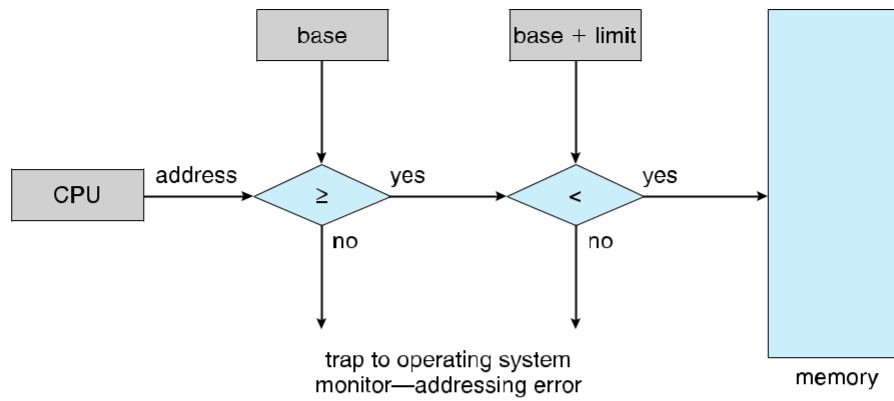 base
base + limit
CPU
address
≥
yes
<
yes
no
no
trap to operating system
monitor—addressing error
memory